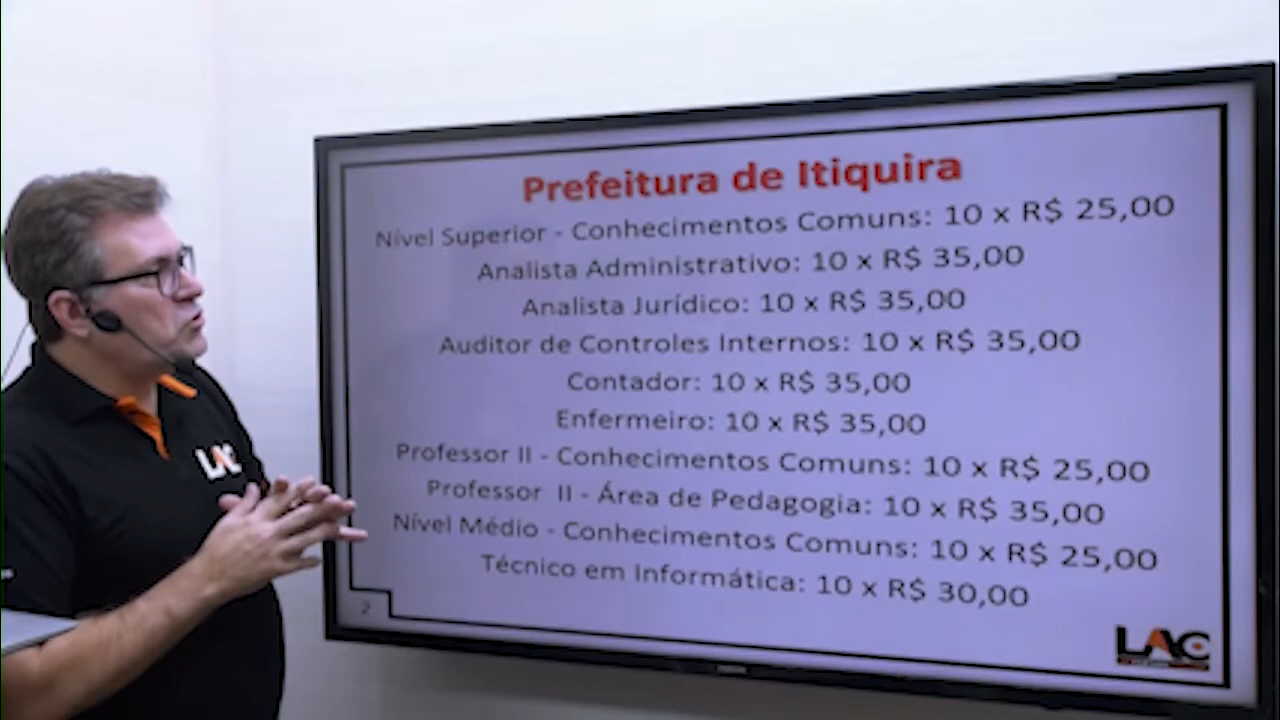 Prefeitura de Itiquira
Nível Superior - Conhecimentos Comuns: 10 x R$ 25,00
Analista Administrativo: 10 x R$ 35,00
Analista Jurídico: 10 x R$ 35,00
Auditor de Controles Internos: 10 x R$ 35,00
Contador: 10 x R$ 35,00
Enfermeiro: 10 x R$ 35,00
Professor II - Conhecimentos Comuns: 10 x R$ 25,00
Professor II - Área de Pedagogia: 10 x R$ 35,00
Nível Médio - Conhecimentos Comuns: 10 x R$ 25,00
Técnico em Informática: 10 x R$ 30,00
2
LAC
LAC